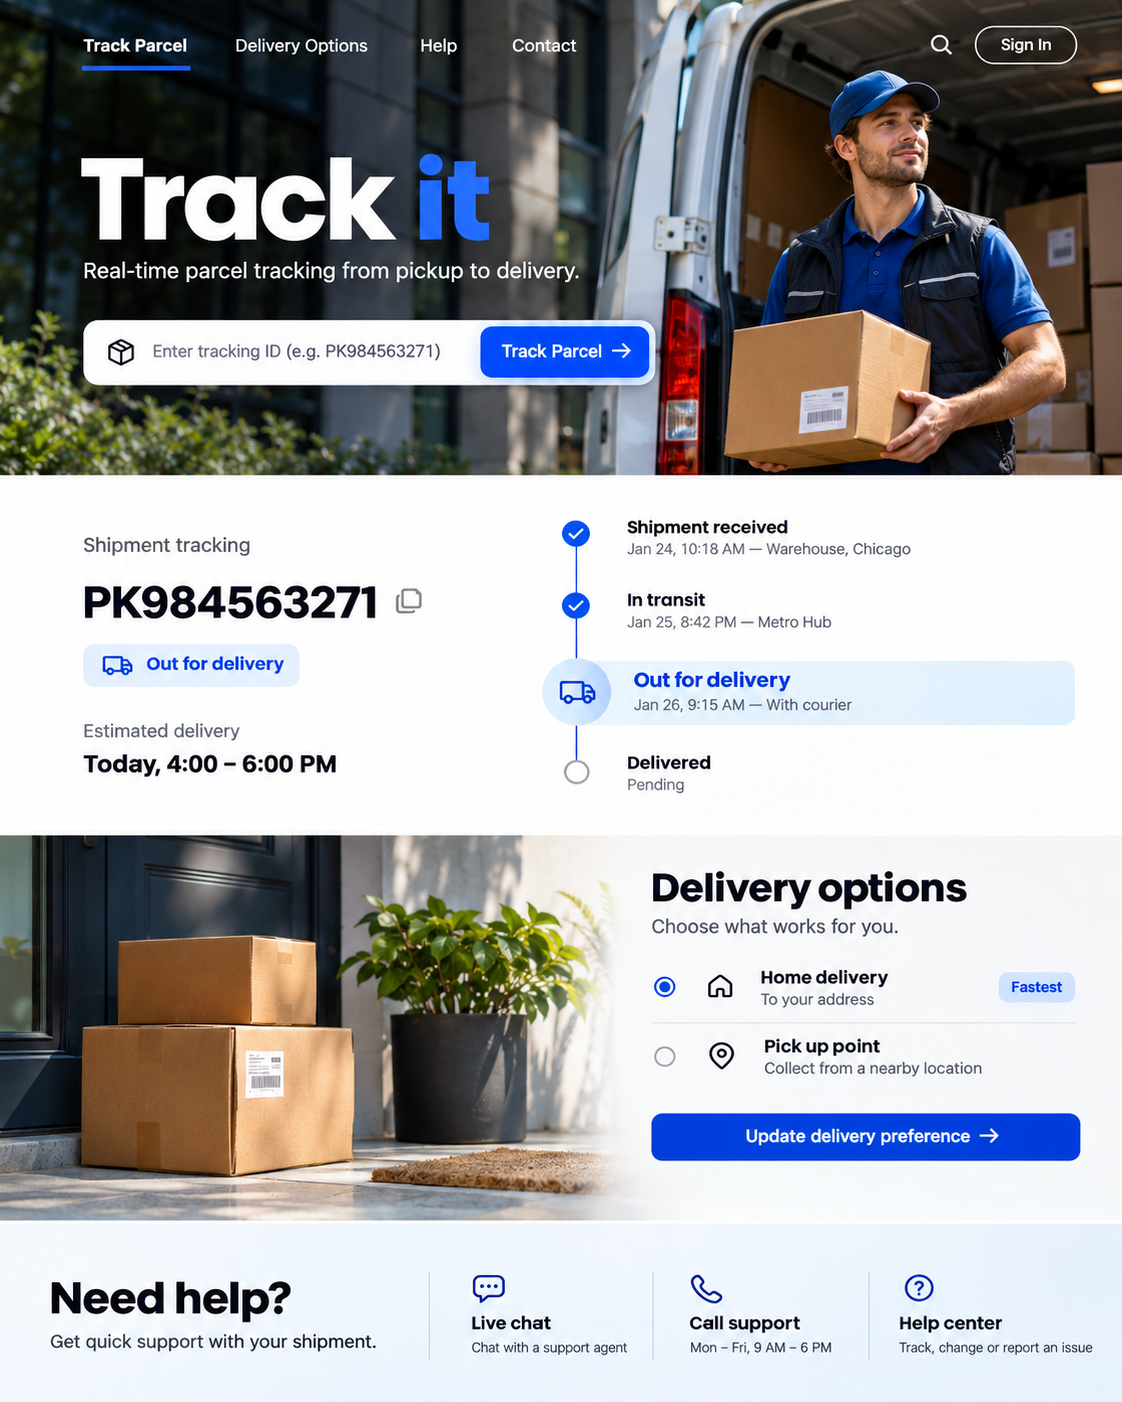 Track Parcel
Delivery Options
Help
Contact
Sign In
Track it
Real-time parcel tracking from pickup to delivery.
Enter tracking ID (e.g. PK984563271)
Track Parcel →
Shipment tracking
PK984563271
Out for delivery
Estimated delivery
Today, 4:00 – 6:00 PM
Shipment received
Jan 24, 10:18 AM — Warehouse, Chicago
In transit
Jan 25, 8:42 PM — Metro Hub
Out for delivery
Jan 26, 9:15 AM — With courier
Delivered
Pending
Delivery options
Choose what works for you.
Home delivery
To your address
Fastest
Pick up point
Collect from a nearby location
Update delivery preference →
Need help?
Get quick support with your shipment.
Live chat
Chat with a support agent
Call support
Mon – Fri, 9 AM – 6 PM
Help center
Track, change or report an issue